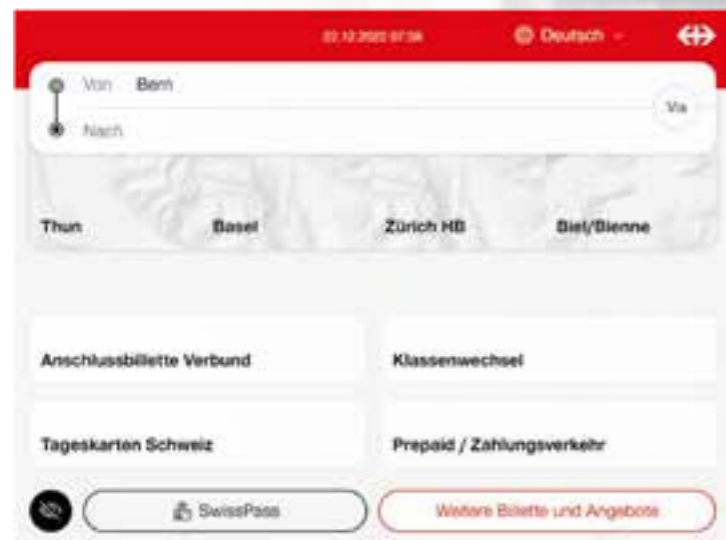 Deutsch
Von Bern
Via
Nach
Thun Basel Zürich HB Biel/Bienne
Anschlussbillette Verbund Klassenwechsel
Tageskarten Schweiz Prepaid / Zahlungsverkehr
SwissPass Weitere Billette und Angebote